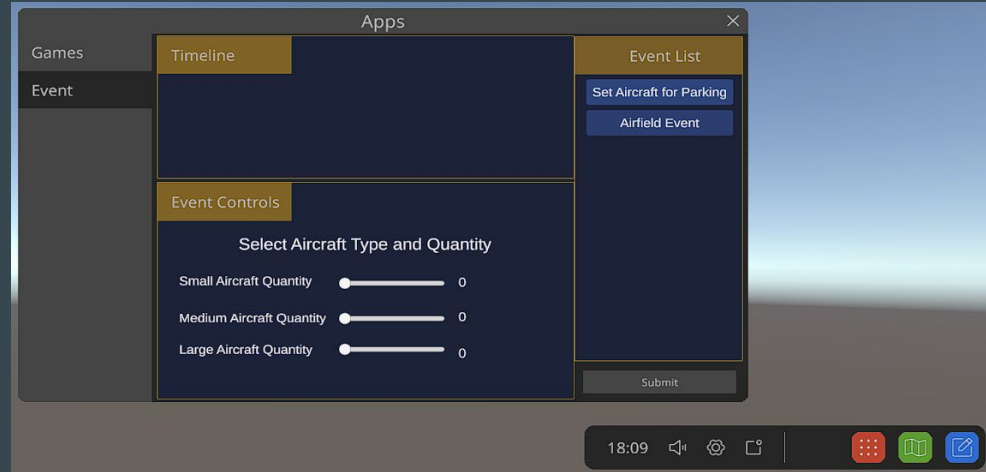 Apps
Games
Event
Timeline
Event List
Set Aircraft for Parking
Airfield Event
Event Controls
Select Aircraft Type and Quantity
Small Aircraft Quantity 0
Medium Aircraft Quantity 0
Large Aircraft Quantity 0
Submit
18:09